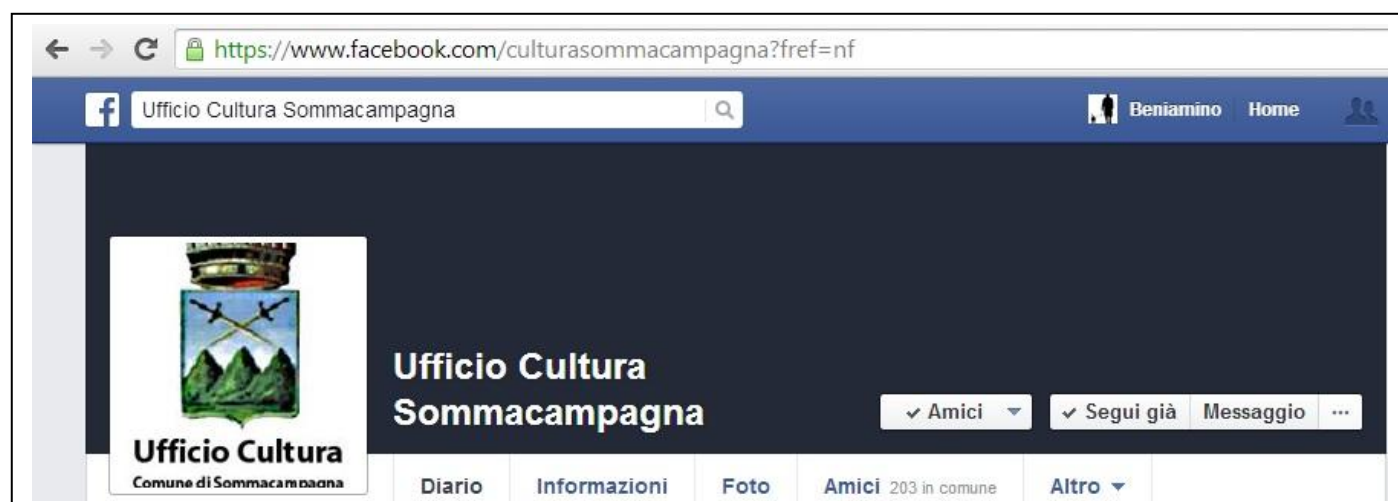 https://www.facebook.com/culturasommacampagna?fref=nf
f Ufficio Cultura Sommacampagna Beniamino Home
Ufficio Cultura
Sommacampagna
Amici Segui già Messaggio ...
Ufficio Cultura
Comune di Sommacampagna
Diario Informazioni Foto Amici 203 in comune Altro